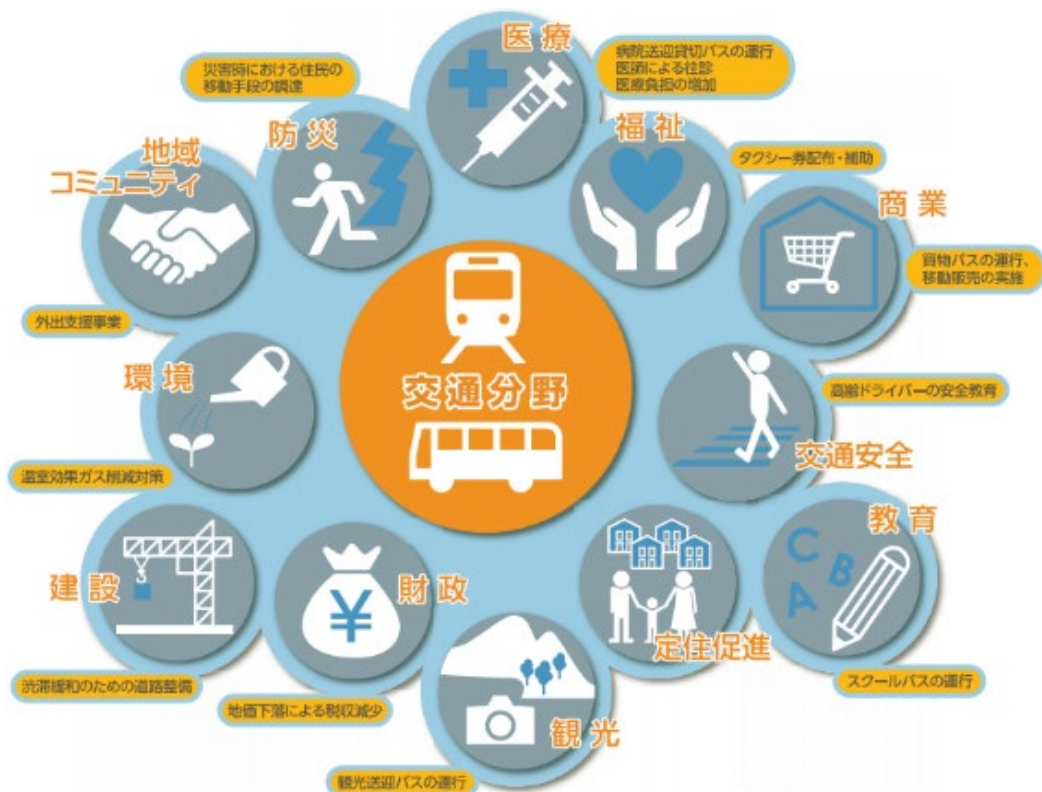 医療
病院送迎貸切バスの運行
医師による往診
医療負担の増加
災害時における住民の
移動手段の調達
防災
福祉
タクシー券配布・補助
地域
コミュニティ
外出支援事業
商業
買物バスの運行、
移動販売の実施
環境
温室効果ガス削減対策
交通分野
高齢ドライバーの安全教育
交通安全
教育
CBA
スクールバスの運行
建設
渋滞緩和のための道路整備
財政
¥
地価下落による税収減少
定住促進
観光
観光送迎バスの運行